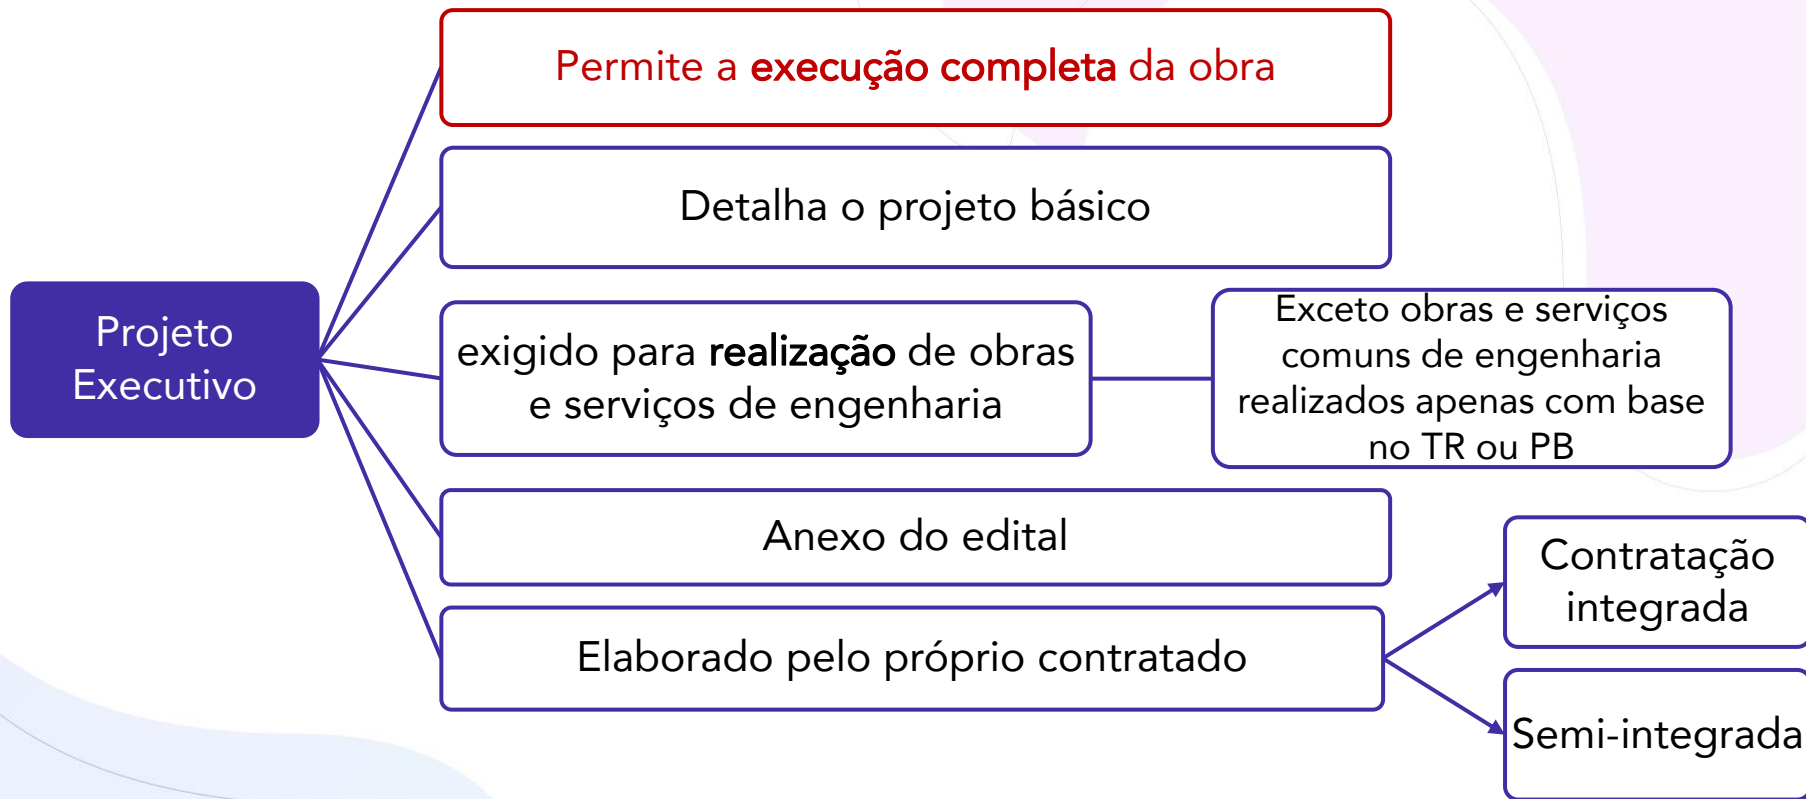 Permite a execução completa da obra
Detalha o projeto básico
Projeto
Executivo
exigido para realização de obras
e serviços de engenharia
Exceto obras e serviços
comuns de engenharia
realizados apenas com base
no TR ou PB
Anexo do edital
Elaborado pelo próprio contratado
Contratação
integrada
Semi-integrada